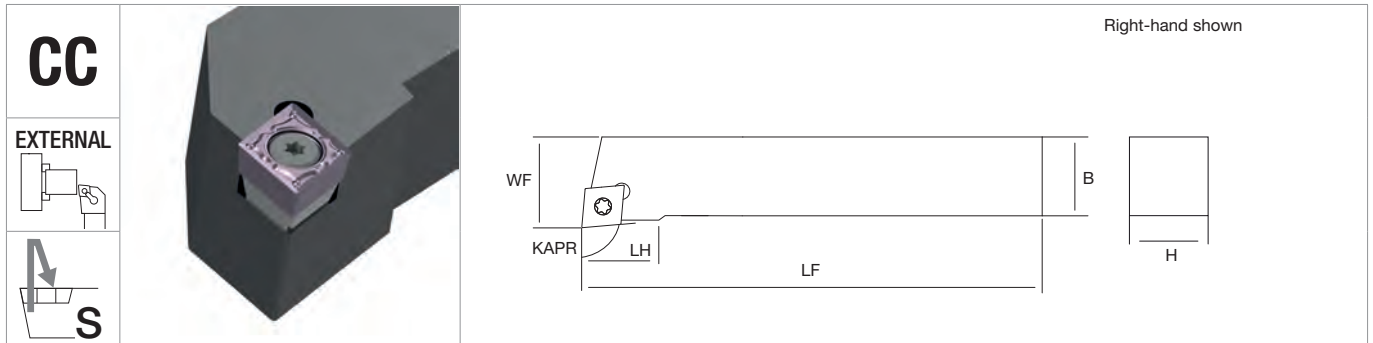 CC
EXTERNAL
S
Right-hand shown
WF
B
KAPR
LH
LF
H